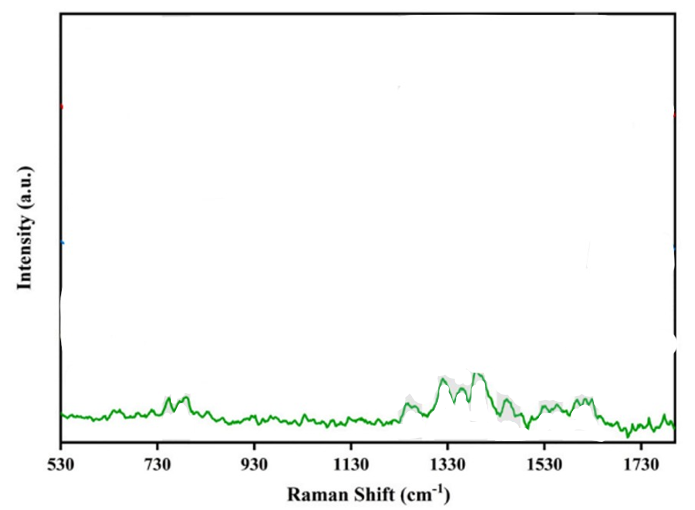 Intensity (a.u.)
530 730 930 1130 1330 1530 1730
Raman Shift (cm⁻¹)